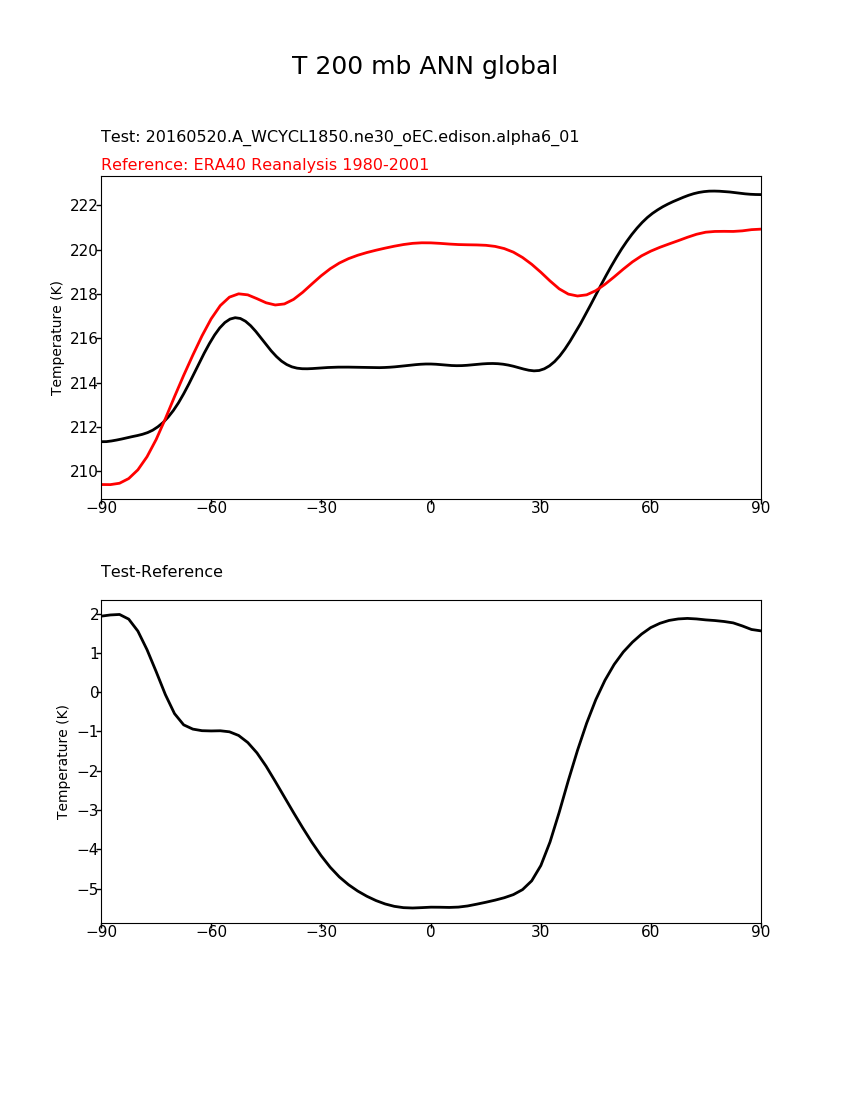 T 200 mb ANN global
Test: 20160520.A_WCYCL1850.ne30_oEC.edison.alpha6_01
Reference: ERA40 Reanalysis 1980-2001
Temperature (K)
222
220
218
216
214
212
210
−90 −60 −30 0 30 60 90
Test-Reference
Temperature (K)
2
1
0
−1
−2
−3
−4
−5
−90 −60 −30 0 30 60 90